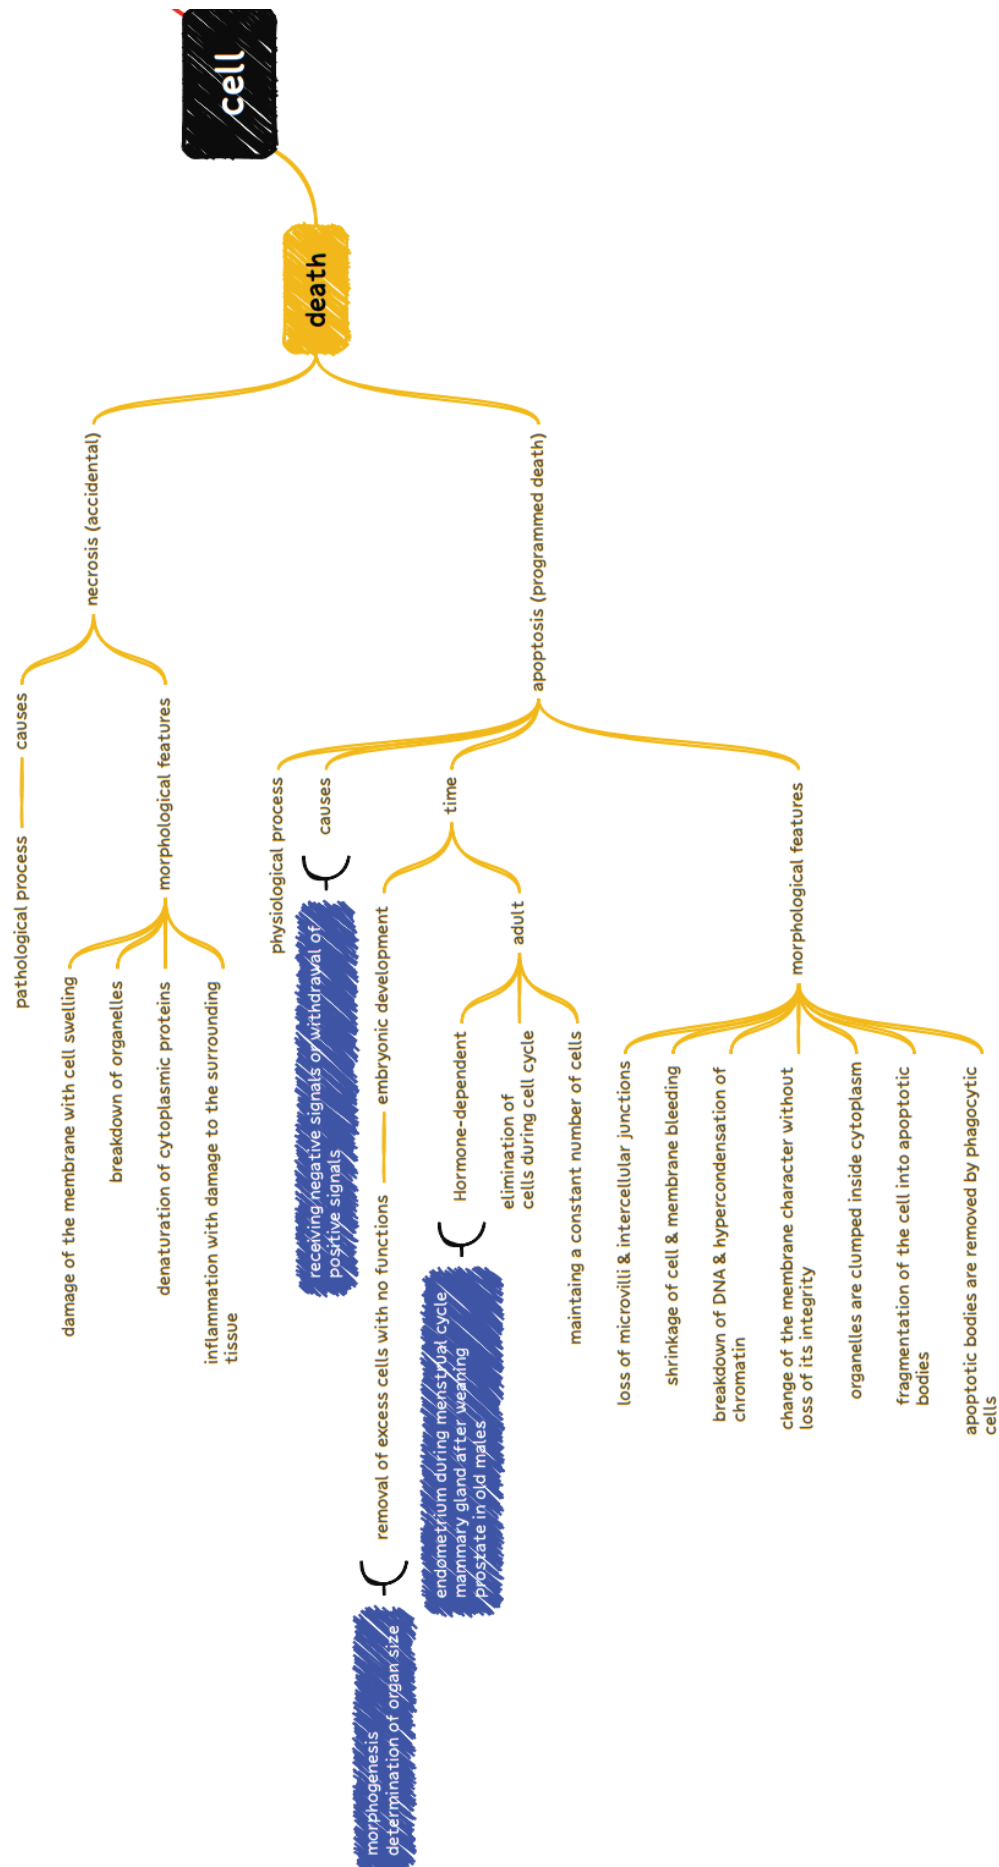 cell
death
necrosis (accidental)
causes
pathological process
morphological features
damage of the membrane with cell swelling
breakdown of organelles
denaturation of cytoplasmic proteins
inflammation with damage to the surrounding
tissue
apoptosis (programmed death)
physiological process
causes
receiving negative signals or withdrawal of
positive signals
time
embryonic development
removal of excess cells with no functions
morphogenesis
determination of organ size
adult
Hormone-dependent
endometrium during menstrual cycle
mammary gland after weaning
prostate in old males
elimination of
cells during cell cycle
maintaing a constant number of cells
morphological features
loss of microvilli & intercellular junctions
shrinkage of cell & membrane bleeding
breakdown of DNA & hypercondensation of
chromatin
change of the membrane character without
loss of its integrity
organelles are clumped inside cytoplasm
fragmentation of the cell into apoptotic
bodies
apoptotic bodies are removed by phagocytic
cells